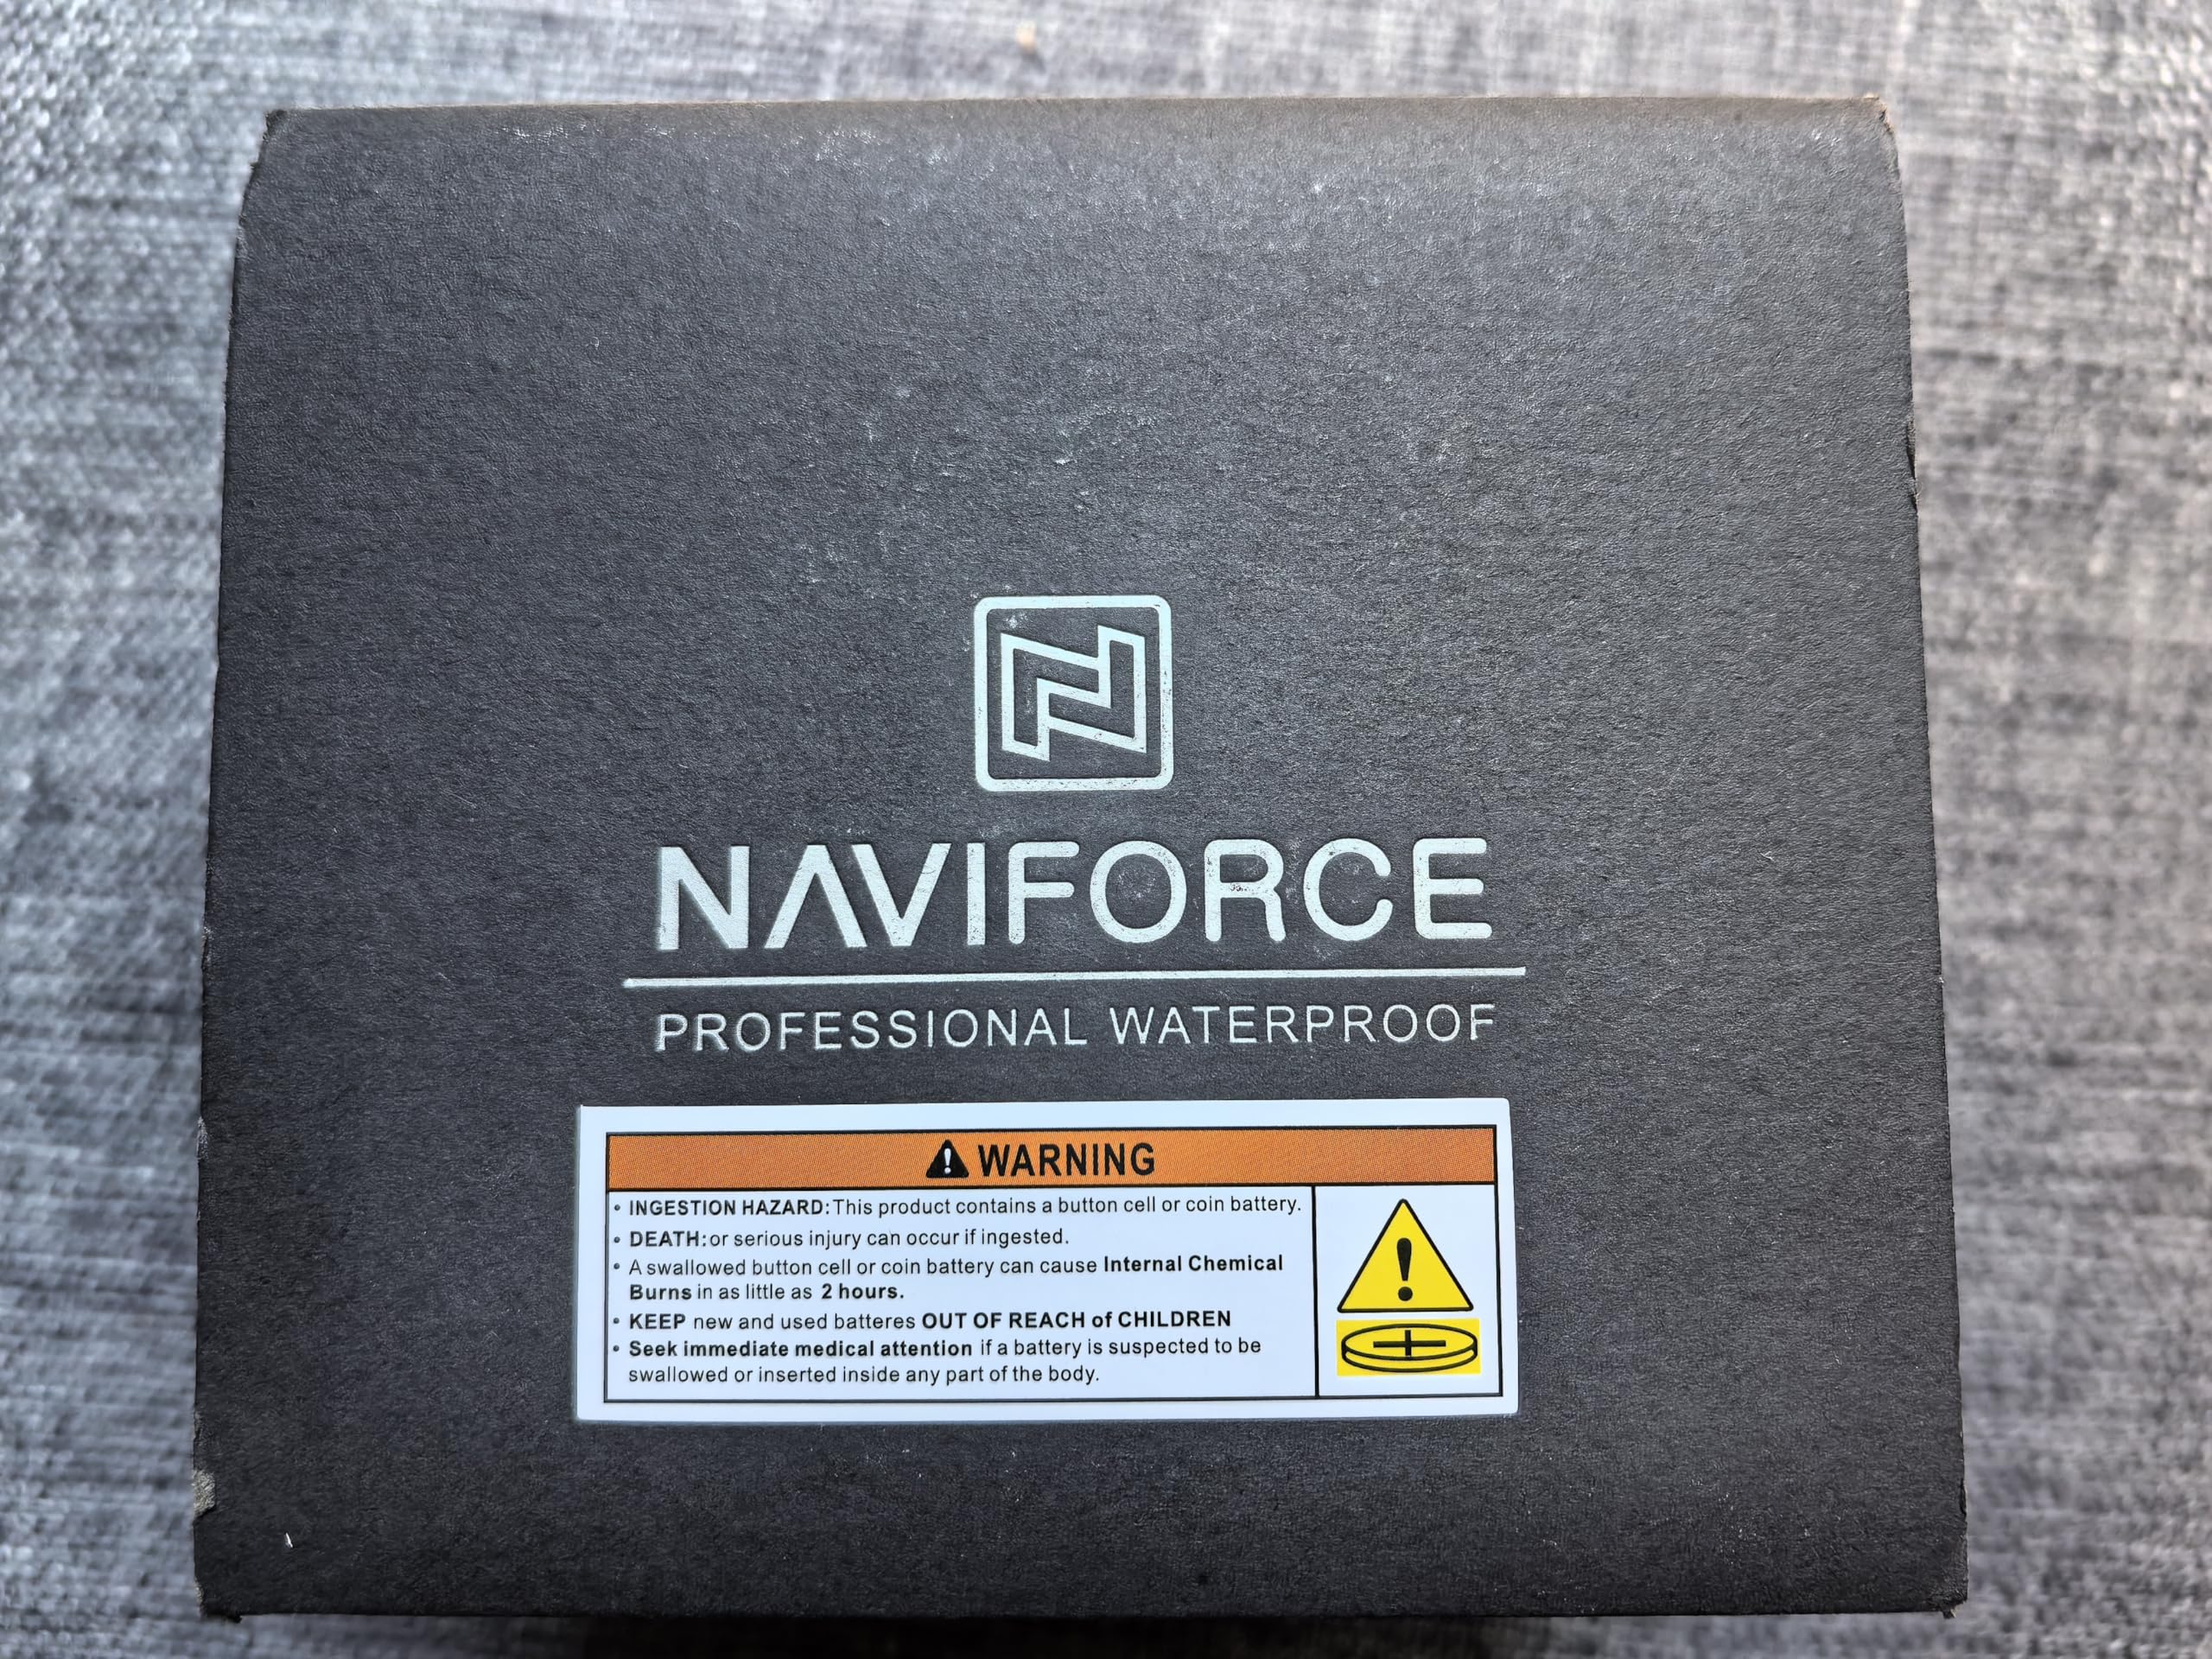 NAVIFORCE
PROFESSIONAL WATERPROOF
WARNING
• INGESTION HAZARD: This product contains a button cell or coin battery.
• DEATH: or serious injury can occur if ingested.
• A swallowed button cell or coin battery can cause Internal Chemical
Burns in as little as 2 hours.
• KEEP new and used batteres OUT OF REACH of CHILDREN
• Seek immediate medical attention if a battery is suspected to be
swallowed or inserted inside any part of the body.